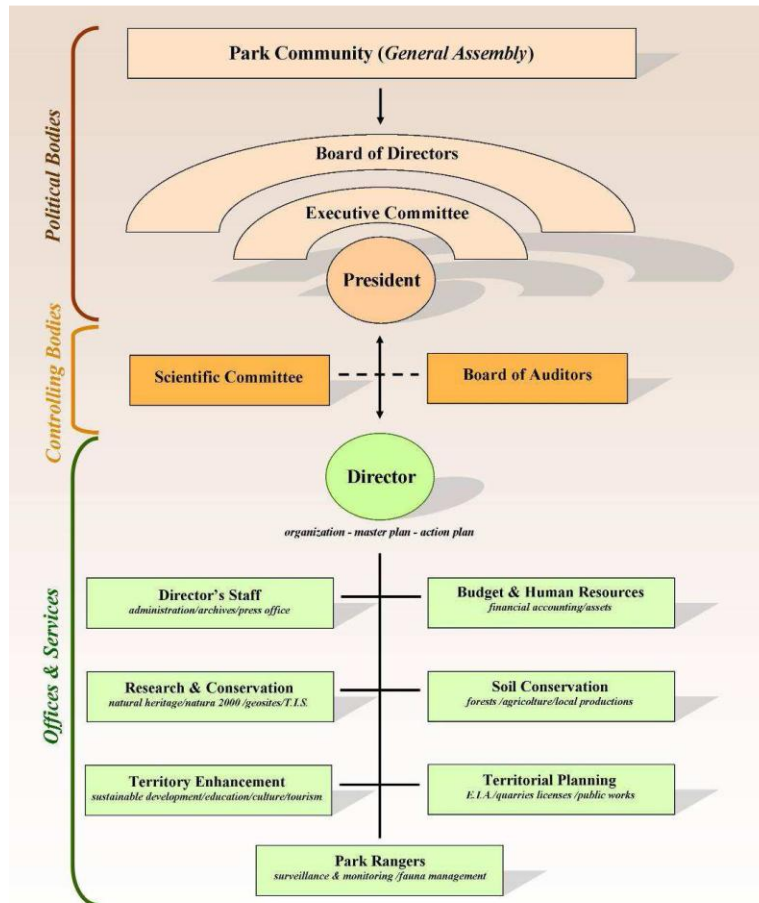 Park Community (General Assembly)
Political Bodies
Board of Directors
Executive Committee
President
Controlling Bodies
Scientific Committee
Board of Auditors
Director
organization - master plan - action plan
Offices & Services
Director's Staff
administration/archives/press office
Budget & Human Resources
financial accounting/assets
Research & Conservation
natural heritage/natura 2000 /geosites/T.I.S.
Soil Conservation
forests /agricolture/local productions
Territory Enhancement
sustainable development/education/culture/tourism
Territorial Planning
E.I.A./quarries licenses /public works
Park Rangers
surveillance & monitoring /fauna management